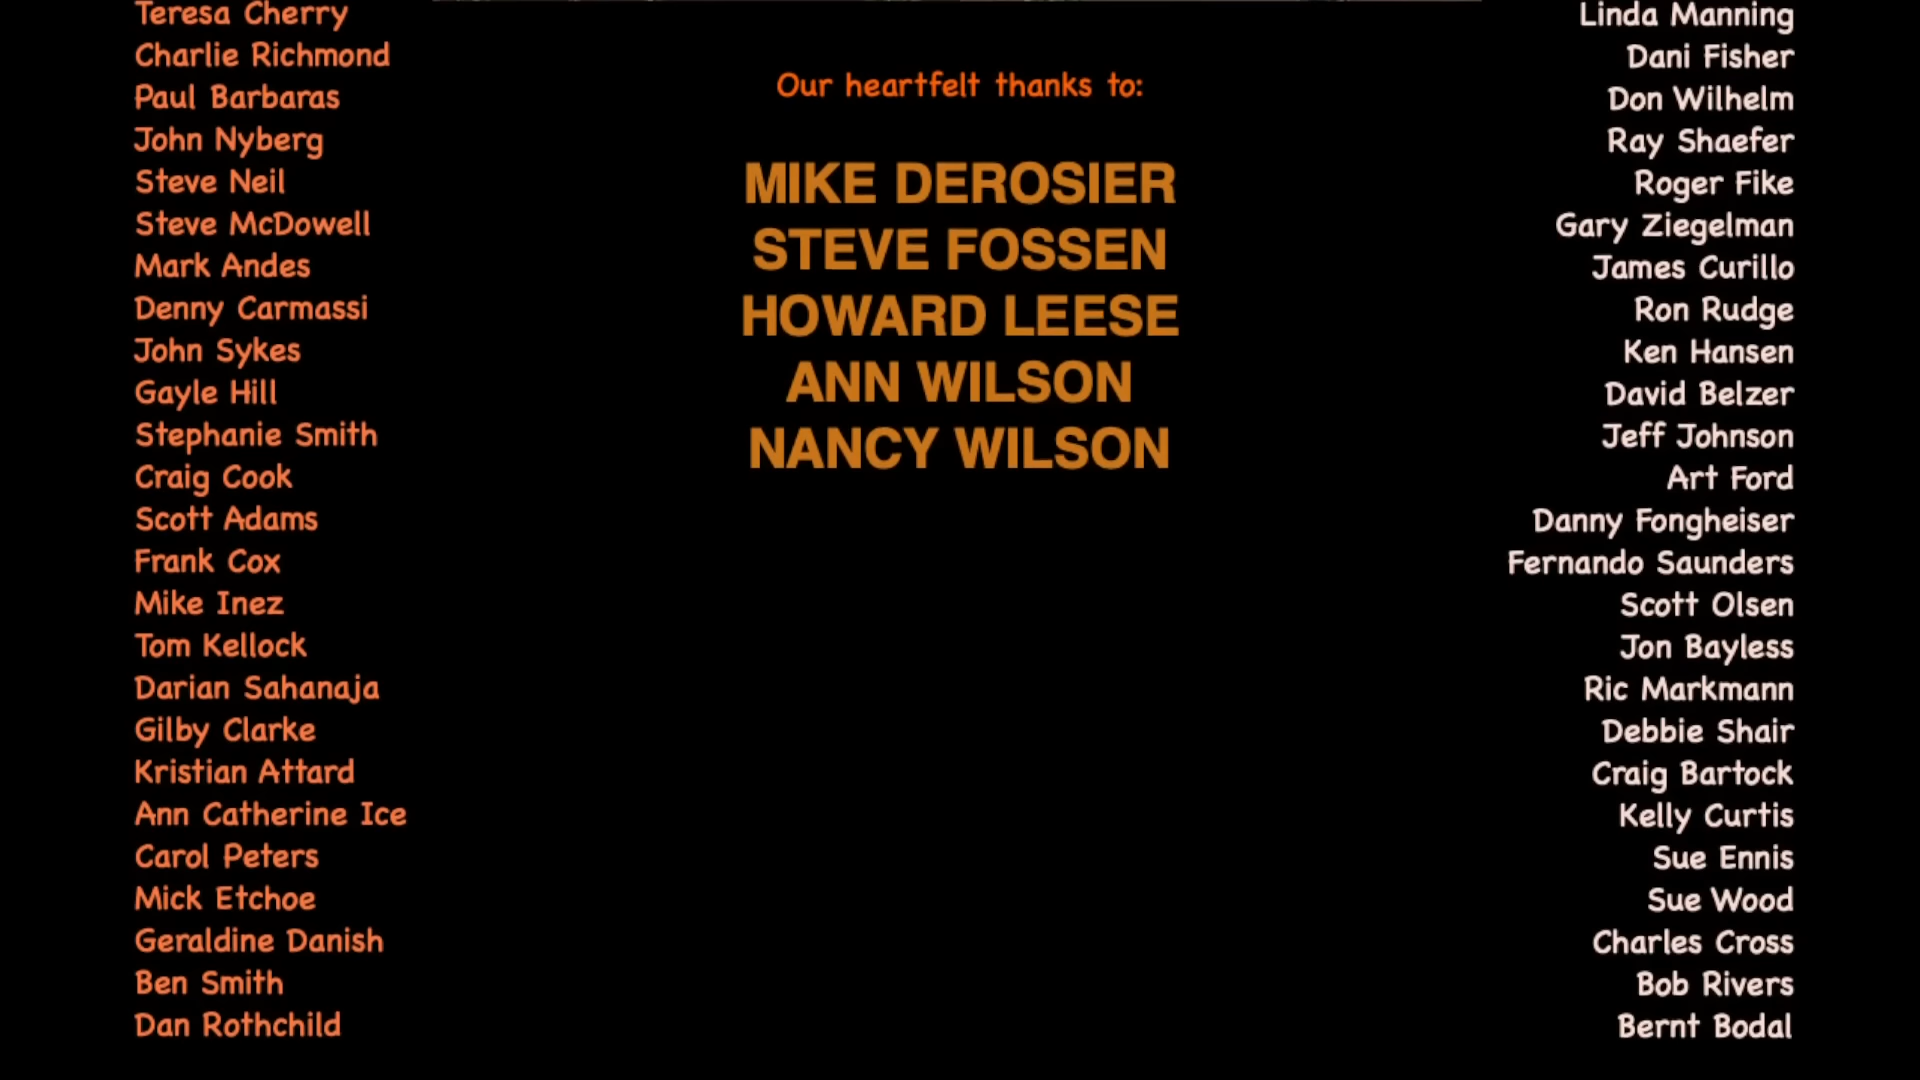 Teresa Cherry
Charlie Richmond
Paul Barbaras
John Nyberg
Steve Neil
Steve McDowell
Mark Andes
Denny Carmassi
John Sykes
Gayle Hill
Stephanie Smith
Craig Cook
Scott Adams
Frank Cox
Mike Inez
Tom Kellock
Darian Sahanaja
Gilby Clarke
Kristian Attard
Ann Catherine Ice
Carol Peters
Mick Etchoe
Geraldine Danish
Ben Smith
Dan Rothchild
Our heartfelt thanks to:
MIKE DEROSIER
STEVE FOSSEN
HOWARD LEESE
ANN WILSON
NANCY WILSON
Linda Manning
Dani Fisher
Don Wilhelm
Ray Shaefer
Roger Fike
Gary Ziegelman
James Curillo
Ron Rudge
Ken Hansen
David Belzer
Jeff Johnson
Art Ford
Danny Fongheiser
Fernando Saunders
Scott Olsen
Jon Bayless
Ric Markmann
Debbie Shair
Craig Bartock
Kelly Curtis
Sue Ennis
Sue Wood
Charles Cross
Bob Rivers
Bernt Bodal